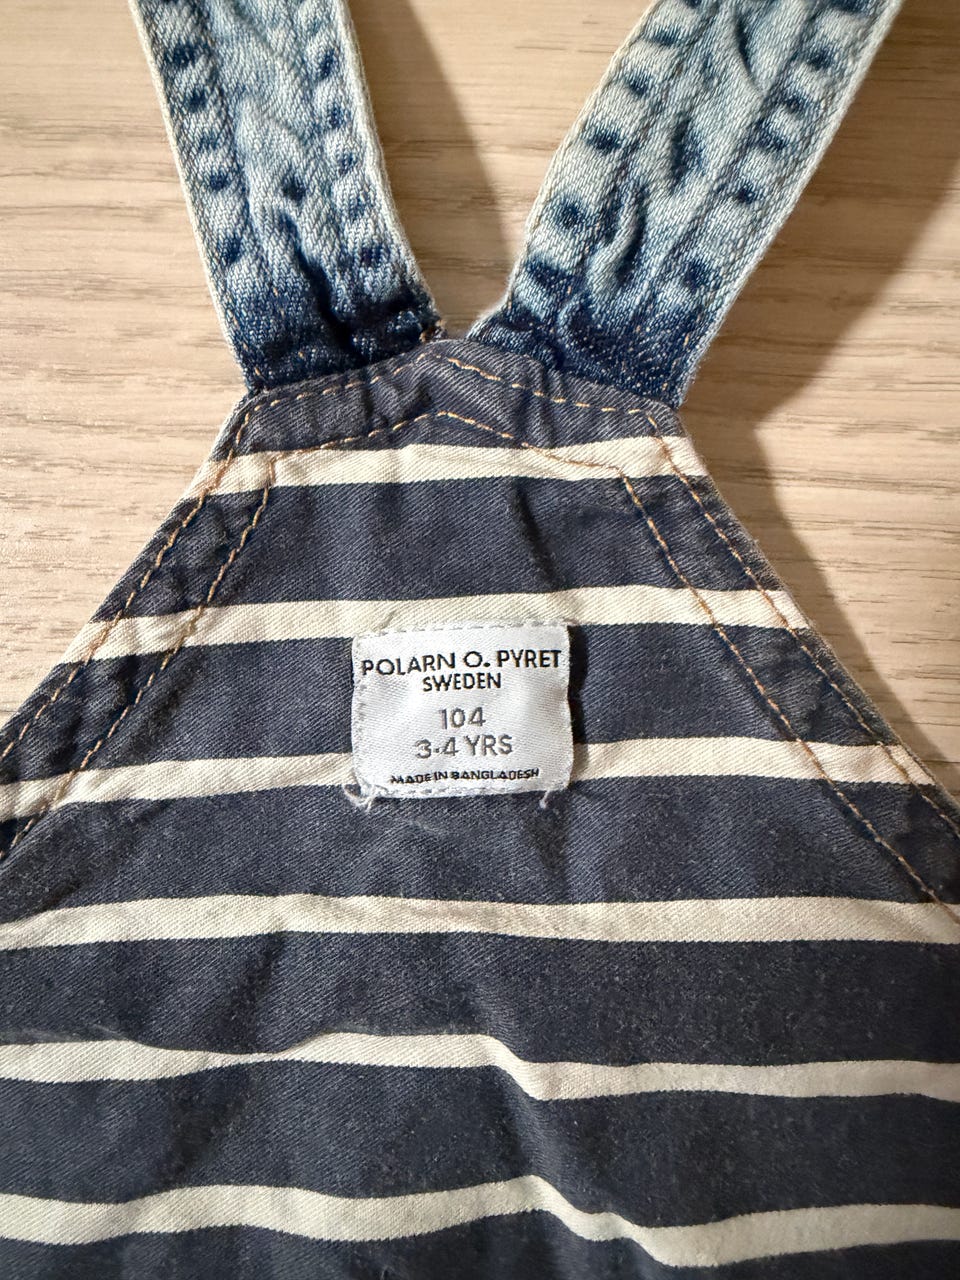 POLARN O. PYRET
SWEDEN
104
3-4 YRS
MADE IN BANGLADESH